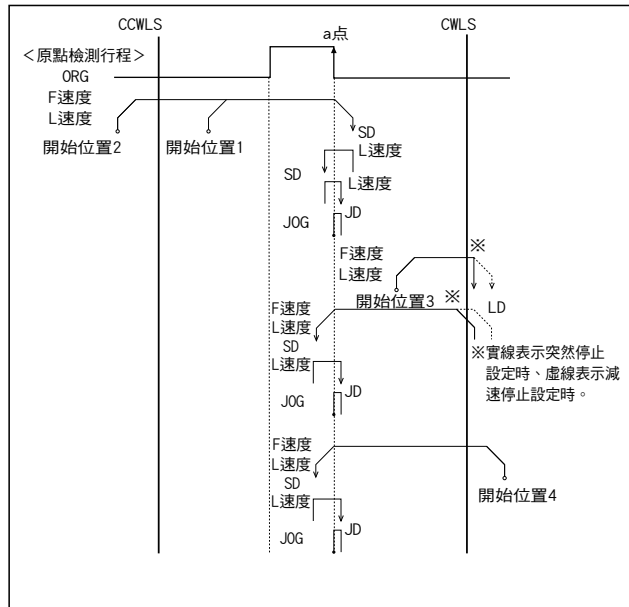 CCWLS
CWLS
a点
＜原點檢測行程＞
ORG
F速度
L速度
SD
開始位置2
開始位置1
L速度
SD
L速度
JOG
JD
F速度
L速度
※
開始位置3
※
LD
F速度
L速度
SD
L速度
JD
JOG
※實線表示突然停止
設定時、虛線表示減
速停止設定時。
F速度
L速度
SD
開始位置4
L速度
JD
JOG